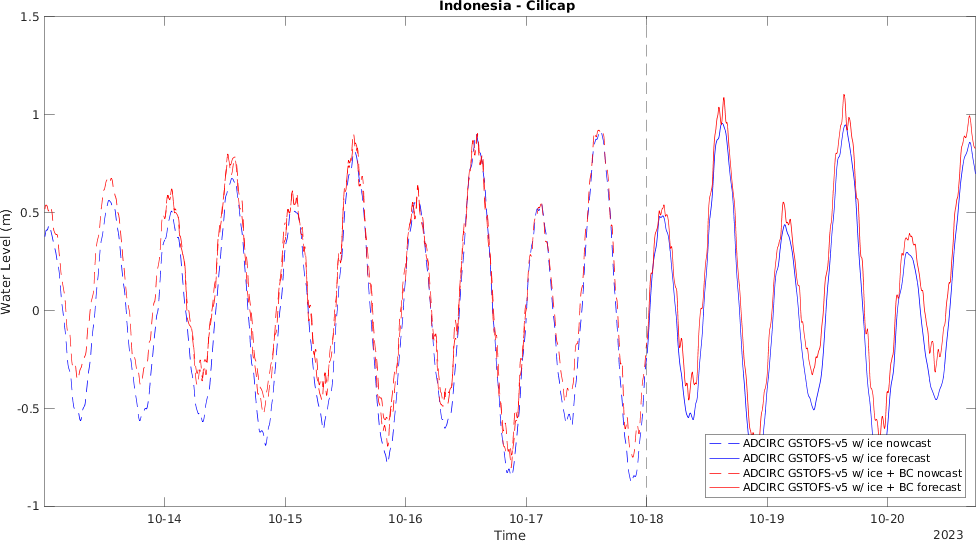 Indonesia - Cilicap
1.5
1
0.5
0
-0.5
-1
Water Level (m)
10-14
10-15
10-16
10-17
10-18
10-19
10-20
Time
2023
ADCIRC GSTOFS-v5 w/ ice nowcast
ADCIRC GSTOFS-v5 w/ ice forecast
ADCIRC GSTOFS-v5 w/ ice + BC nowcast
ADCIRC GSTOFS-v5 w/ ice + BC forecast